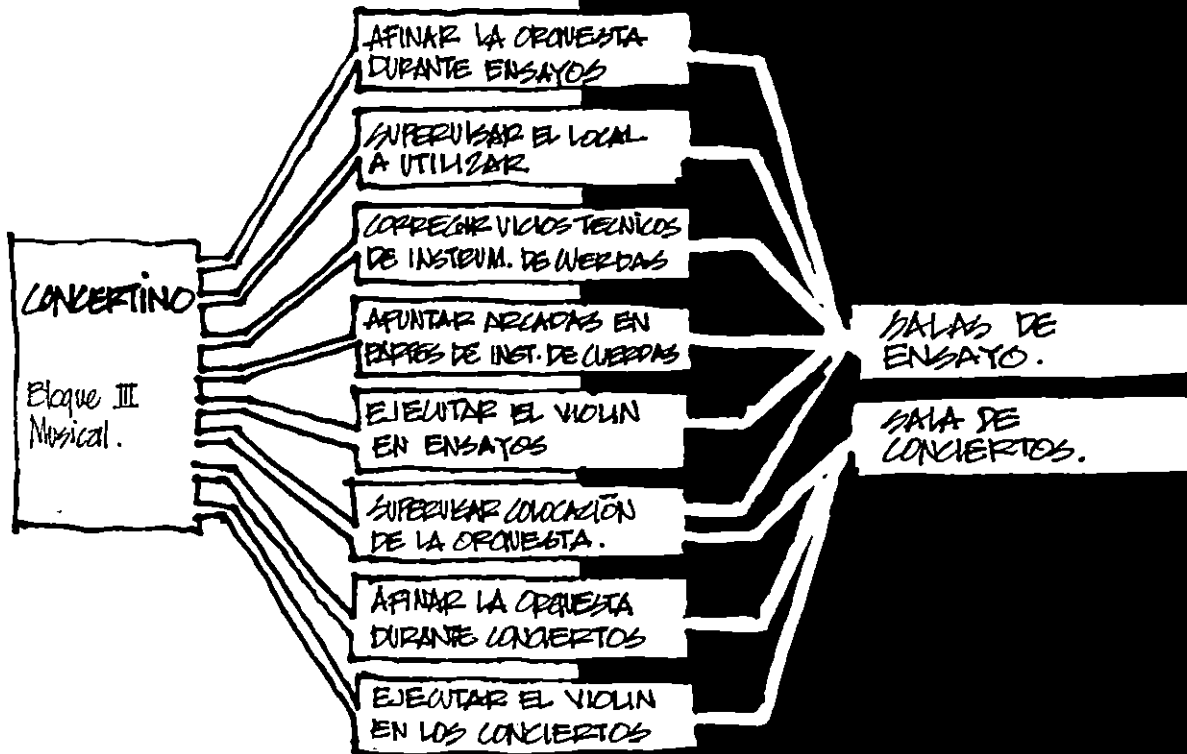 CONCERTINO
Bloque III
Musical.
AFINAR LA ORQUESTA
DURANTE ENSAYOS
SUPERVISAR EL LOCAL
A UTILIZAR
CORREGIR VICIOS TECNICOS
DE INSTRUM. DE CUERDAS
APUNTAR ARCADAS EN
PARTES DE INST. DE CUERDAS
EJECUTAR EL VIOLIN
EN ENSAYOS
SUPERVISAR COLOCACIÓN
DE LA ORQUESTA.
AFINAR LA ORQUESTA
DURANTE CONCIERTOS
EJECUTAR EL VIOLIN
EN LOS CONCIERTOS
SALAS DE
ENSAYO.
SALA DE
CONCIERTOS.